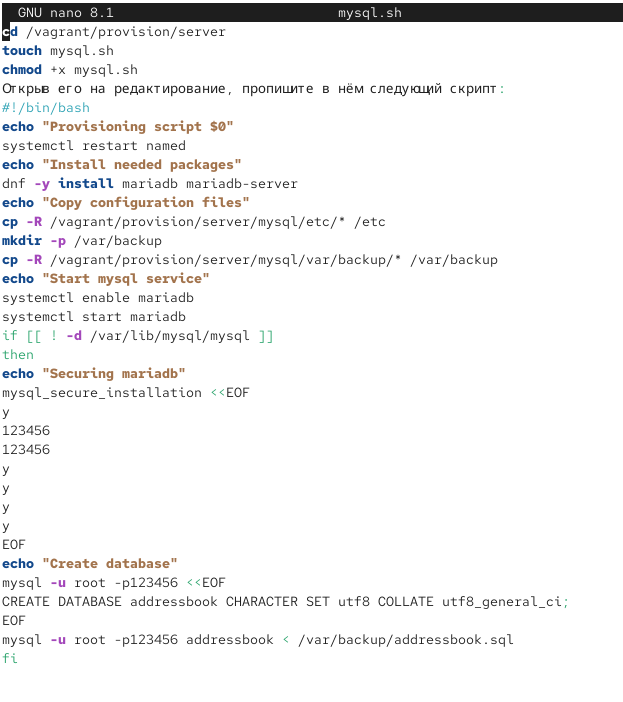 GNU nano 8.1 mysql.sh
cd /vagrant/provision/server
touch mysql.sh
chmod +x mysql.sh
Открыв его на редактирование, пропишите в нём следующий скрипт:
#!/bin/bash
echo "Provisioning script $0"
systemctl restart named
echo "Install needed packages"
dnf -y install mariadb mariadb-server
echo "Copy configuration files"
cp -R /vagrant/provision/server/mysql/etc/* /etc
mkdir -p /var/backup
cp -R /vagrant/provision/server/mysql/var/backup/* /var/backup
echo "Start mysql service"
systemctl enable mariadb
systemctl start mariadb
if [[ ! -d /var/lib/mysql/mysql ]]
then
echo "Securing mariadb"
mysql_secure_installation <<EOF
y
123456
123456
y
y
y
y
EOF
echo "Create database"
mysql -u root -p123456 <<EOF
CREATE DATABASE addressbook CHARACTER SET utf8 COLLATE utf8_general_ci;
EOF
mysql -u root -p123456 addressbook < /var/backup/addressbook.sql
fi